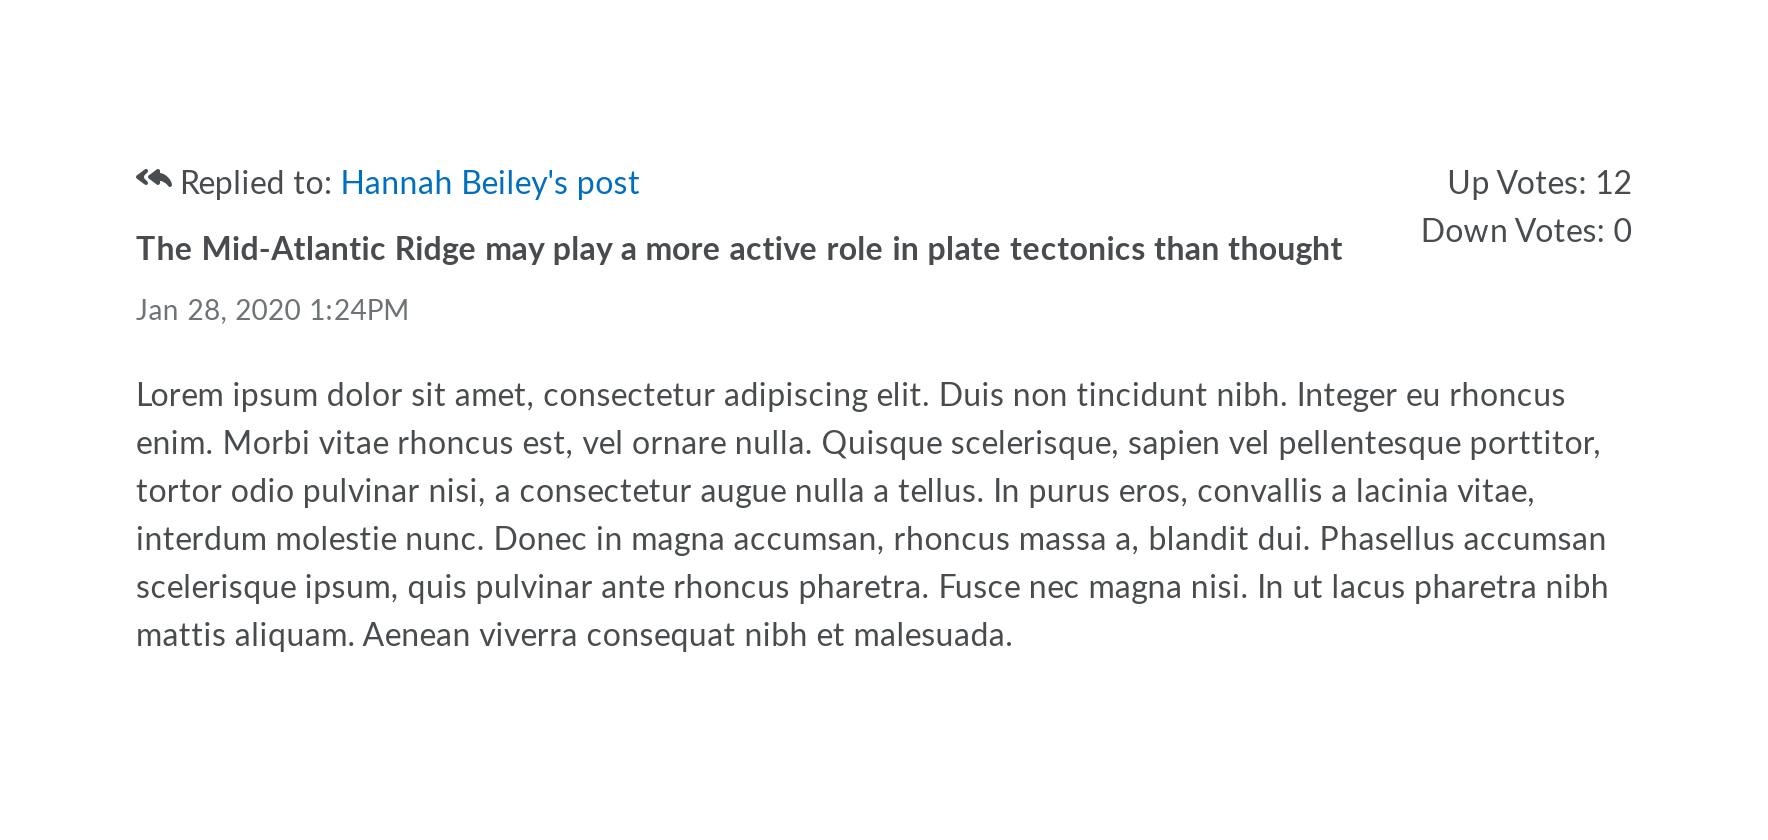 Replied to: Hannah Beiley's post
Up Votes: 12
Down Votes: 0
The Mid-Atlantic Ridge may play a more active role in plate tectonics than thought
Jan 28, 2020 1:24PM
Lorem ipsum dolor sit amet, consectetur adipiscing elit. Duis non tincidunt nibh. Integer eu rhoncus
enim. Morbi vitae rhoncus est, vel ornare nulla. Quisque scelerisque, sapien vel pellentesque porttitor,
tortor odio pulvinar nisi, a consectetur augue nulla a tellus. In purus eros, convallis a lacinia vitae,
interdum molestie nunc. Donec in magna accumsan, rhoncus massa a, blandit dui. Phasellus accumsan
scelerisque ipsum, quis pulvinar ante rhoncus pharetra. Fusce nec magna nisi. In ut lacus pharetra nibh
mattis aliquam. Aenean viverra consequat nibh et malesuada.